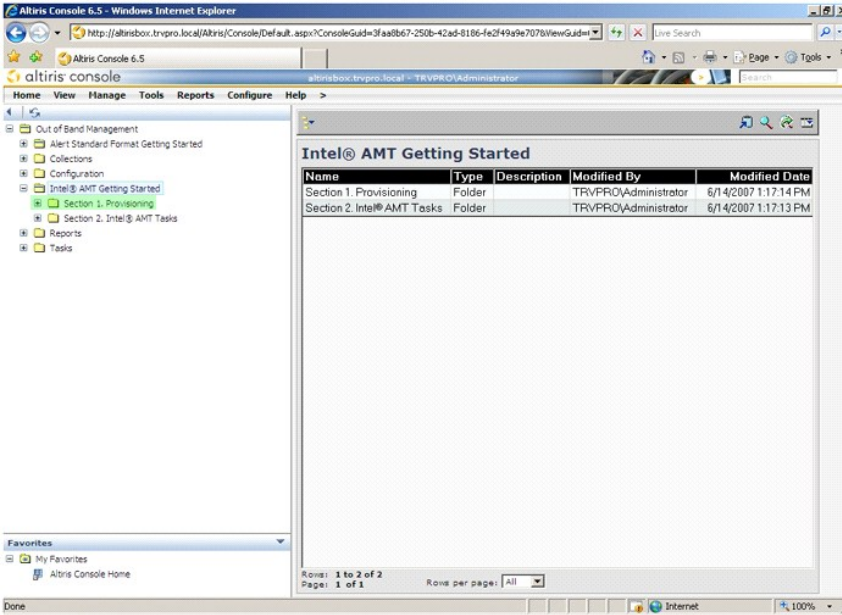 Altiris Console 6.5 - Windows Internet Explorer
http://altirisbox.trvpro.local/Altiris/Console/Default.aspx?ConsoleGuid=3faa8b67-250b-42ad-8186-fe2f49a9e7078&ViewGuid=
Live Search
Altiris Console 6.5
Page
Tools
altiris console
altirisbox.trvpro.local - TRVPRO\Administrator
Search
Home View Manage Tools Reports Configure Help >
Out of Band Management
Alert Standard Format Getting Started
Collections
Configuration
Intel® AMT Getting Started
Section 1. Provisioning
Section 2. Intel® AMT Tasks
Reports
Tasks
Intel® AMT Getting Started
Name Type Description Modified By Modified Date
Section 1. Provisioning Folder TRVPRO\Administrator 6/14/2007 1:17:14 PM
Section 2. Intel® AMT Tasks Folder TRVPRO\Administrator 6/14/2007 1:17:13 PM
Favorites
My Favorites
Altiris Console Home
Rows: 1 to 2 of 2
Page: 1 of 1
Rows per page: All
Done
Internet
100%